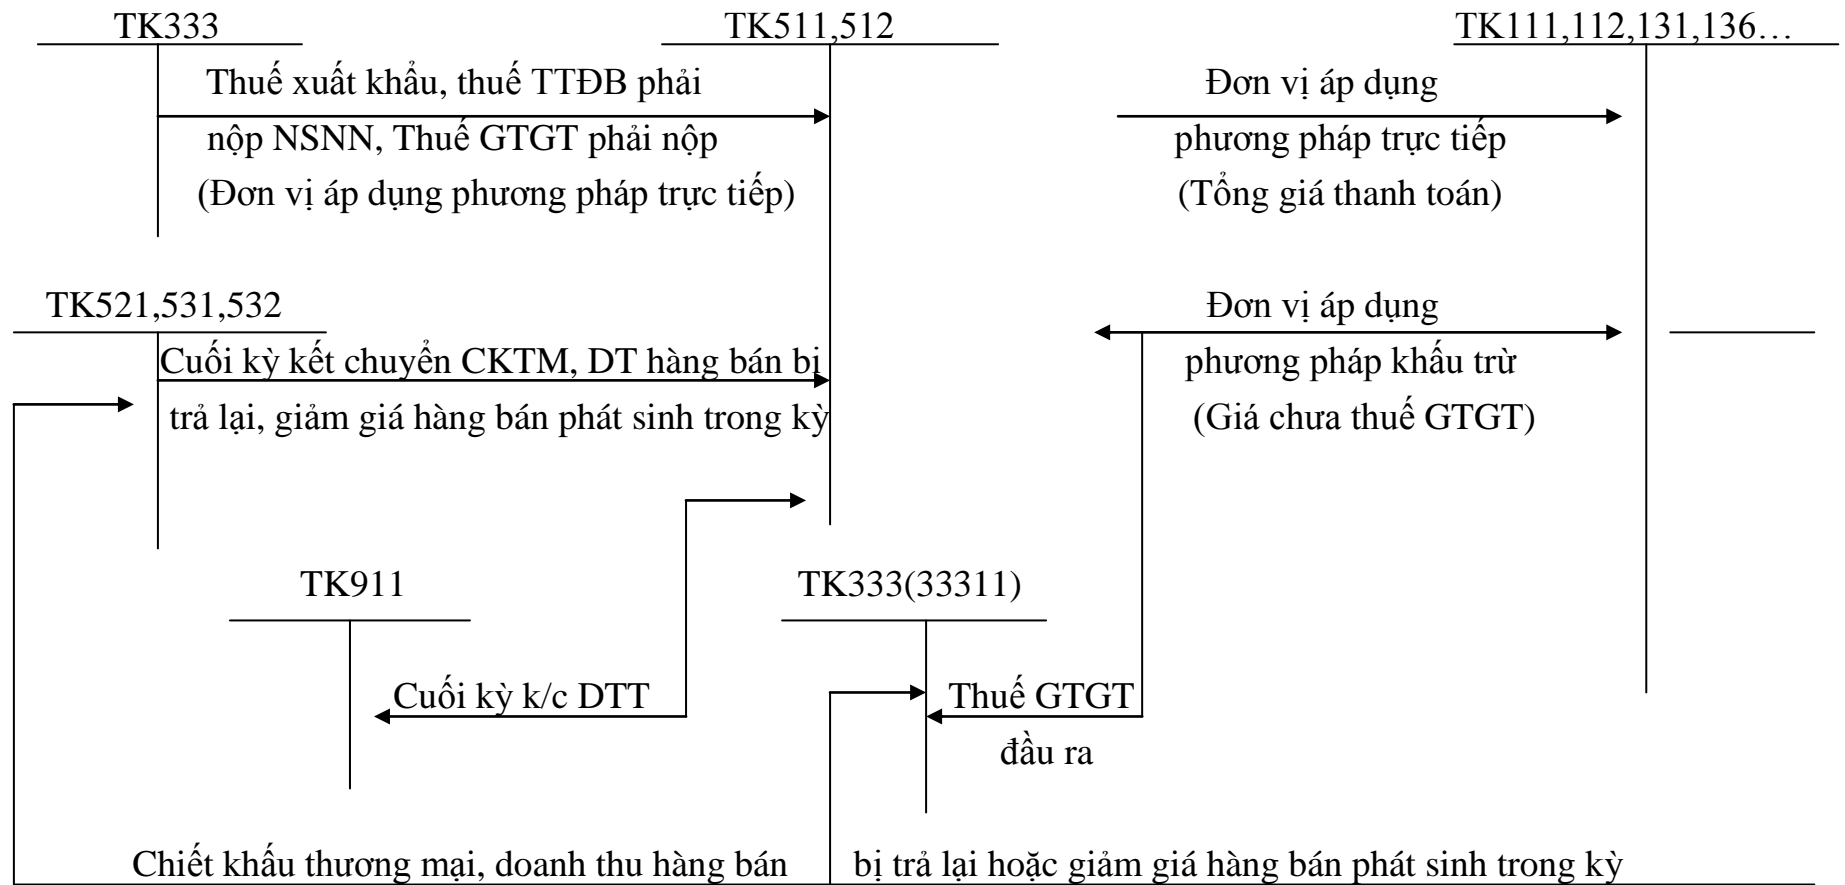 TK333
TK511,512
TK111,112,131,136…
Thuế xuất khẩu, thuế TTĐB phải
nộp NSNN, Thuế GTGT phải nộp
(Đơn vị áp dụng phương pháp trực tiếp)
Đơn vị áp dụng
phương pháp trực tiếp
(Tổng giá thanh toán)
TK521,531,532
Cuối kỳ kết chuyển CKTM, DT hàng bán bị
trả lại, giảm giá hàng bán phát sinh trong kỳ
Đơn vị áp dụng
phương pháp khấu trừ
(Giá chưa thuế GTGT)
TK911
TK333(33311)
Cuối kỳ k/c DTT
Thuế GTGT
đầu ra
Chiết khấu thương mại, doanh thu hàng bán bị trả lại hoặc giảm giá hàng bán phát sinh trong kỳ